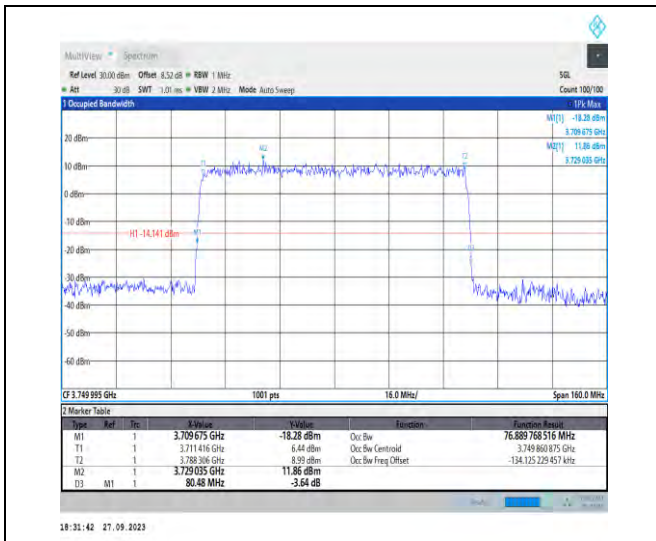 MultiView Spectrum
Ref Level 30.00 dBm Offset 8.52 dB RBW 1 MHz SGL
Att 30 dB SWT 1.01 ms VBW 2 MHz Mode Auto Sweep Count 100/100
1 Occupied Bandwidth 1Pk Max
M1[1] -18.28 dBm
3.709 675 GHz
M2[1] 11.86 dBm
3.729 035 GHz
20 dBm
M2
T1
10 dBm
0 dBm
-10 dBm
H1 -14.141 dBm
M1
-20 dBm
-30 dBm
-40 dBm
-50 dBm
-60 dBm
CF 3.749 995 GHz 1001 pts 16.0 MHz/ Span 160.0 MHz
2 Marker Table
Type Ref Trc X-Value Y-Value Function Function Result
M1 1 3.709 675 GHz -18.28 dBm Occ Bw 76.889 768 516 MHz
T1 1 3.711 416 GHz 6.44 dBm Occ Bw Centroid 3.749 860 875 GHz
T2 1 3.788 306 GHz 8.99 dBm Occ Bw Freq Offset -134.125 229 457 kHz
M2 1 3.729 035 GHz 11.86 dBm
D3 M1 1 80.48 MHz -3.64 dB
18:31:42 27.09.2023